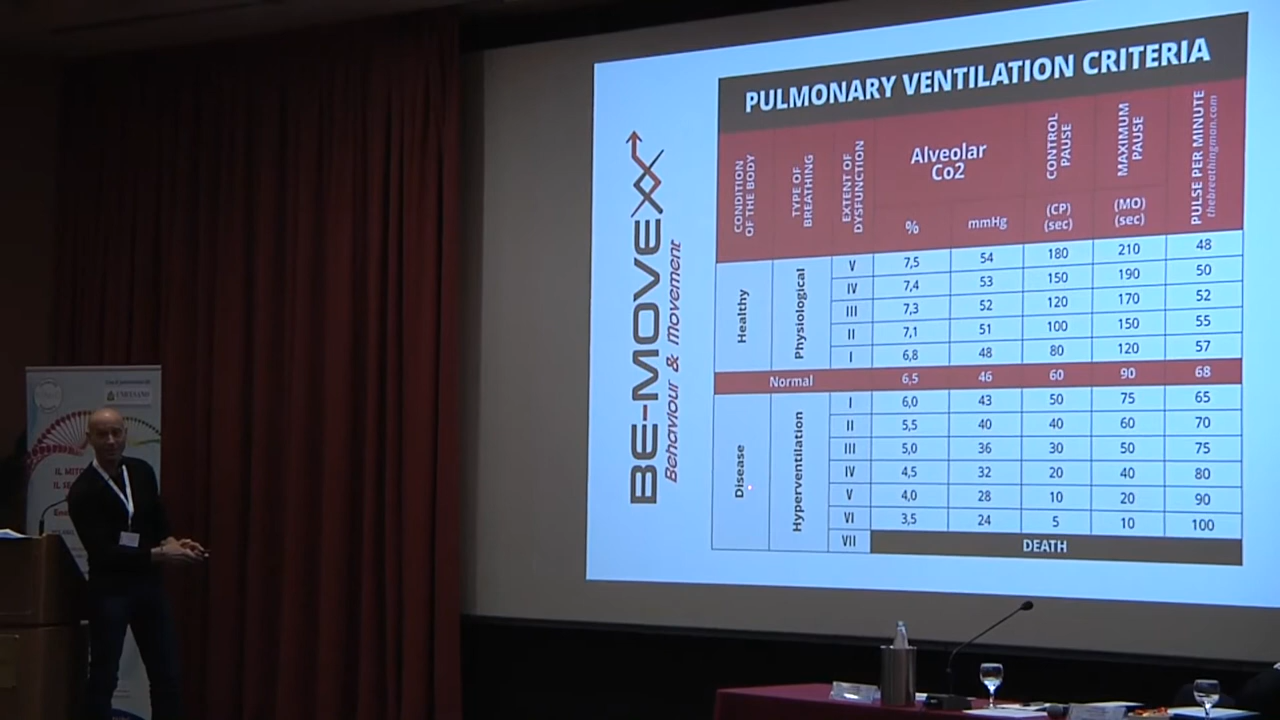 PULMONARY VENTILATION CRITERIA
CONDITION OF THE BODY
TYPE OF BREATHING
EXTENT OF DYSFUNCTION
Alveolar Co2
%
mmHg
CONTROL PAUSE
(CP) (sec)
MAXIMUM PAUSE
(MO) (sec)
PULSE PER MINUTE
thebreathingman.com
Healthy
Physiological
V 7,5 54 180 210 48
IV 7,4 53 150 190 50
III 7,3 52 120 170 52
II 7,1 51 100 150 55
I 6,8 48 80 120 57
Normal 6,5 46 60 90 68
Disease
Hyperventilation
I 6,0 43 50 75 65
II 5,5 40 40 60 70
III 5,0 36 30 50 75
IV 4,5 32 20 40 80
V 4,0 28 10 20 90
VI 3,5 24 5 10 100
VII DEATH
BE-MOVE
Behaviour & Movement
IL
IL